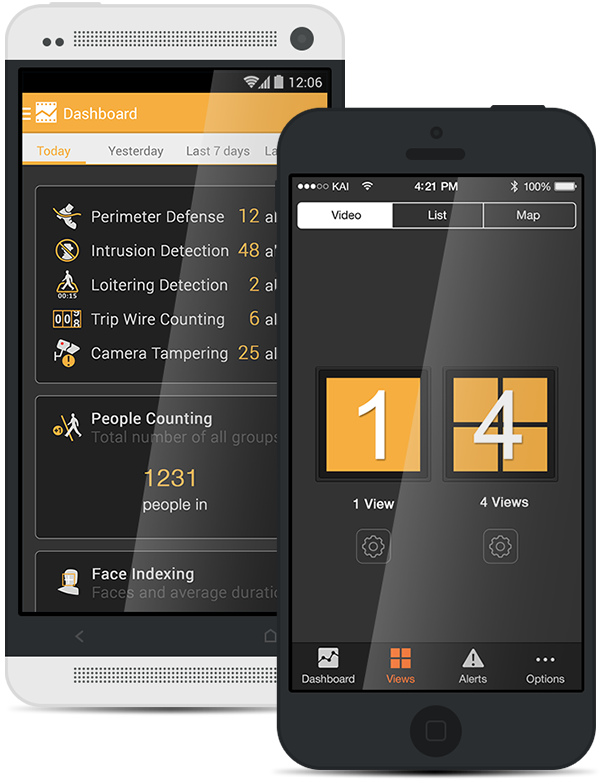 12:06
Dashboard
Today Yesterday Last 7 days La
Perimeter Defense 12 al
Intrusion Detection 48 al
Loitering Detection 2 al
00:15
Trip Wire Counting 6 al
Camera Tampering 25 al
People Counting
Total number of all groups
1231
people in
Face Indexing
Faces and average duratio
KAI 4:21 PM 100%
Video List Map
1 4
1 View 4 Views
Dashboard Views Alerts Options